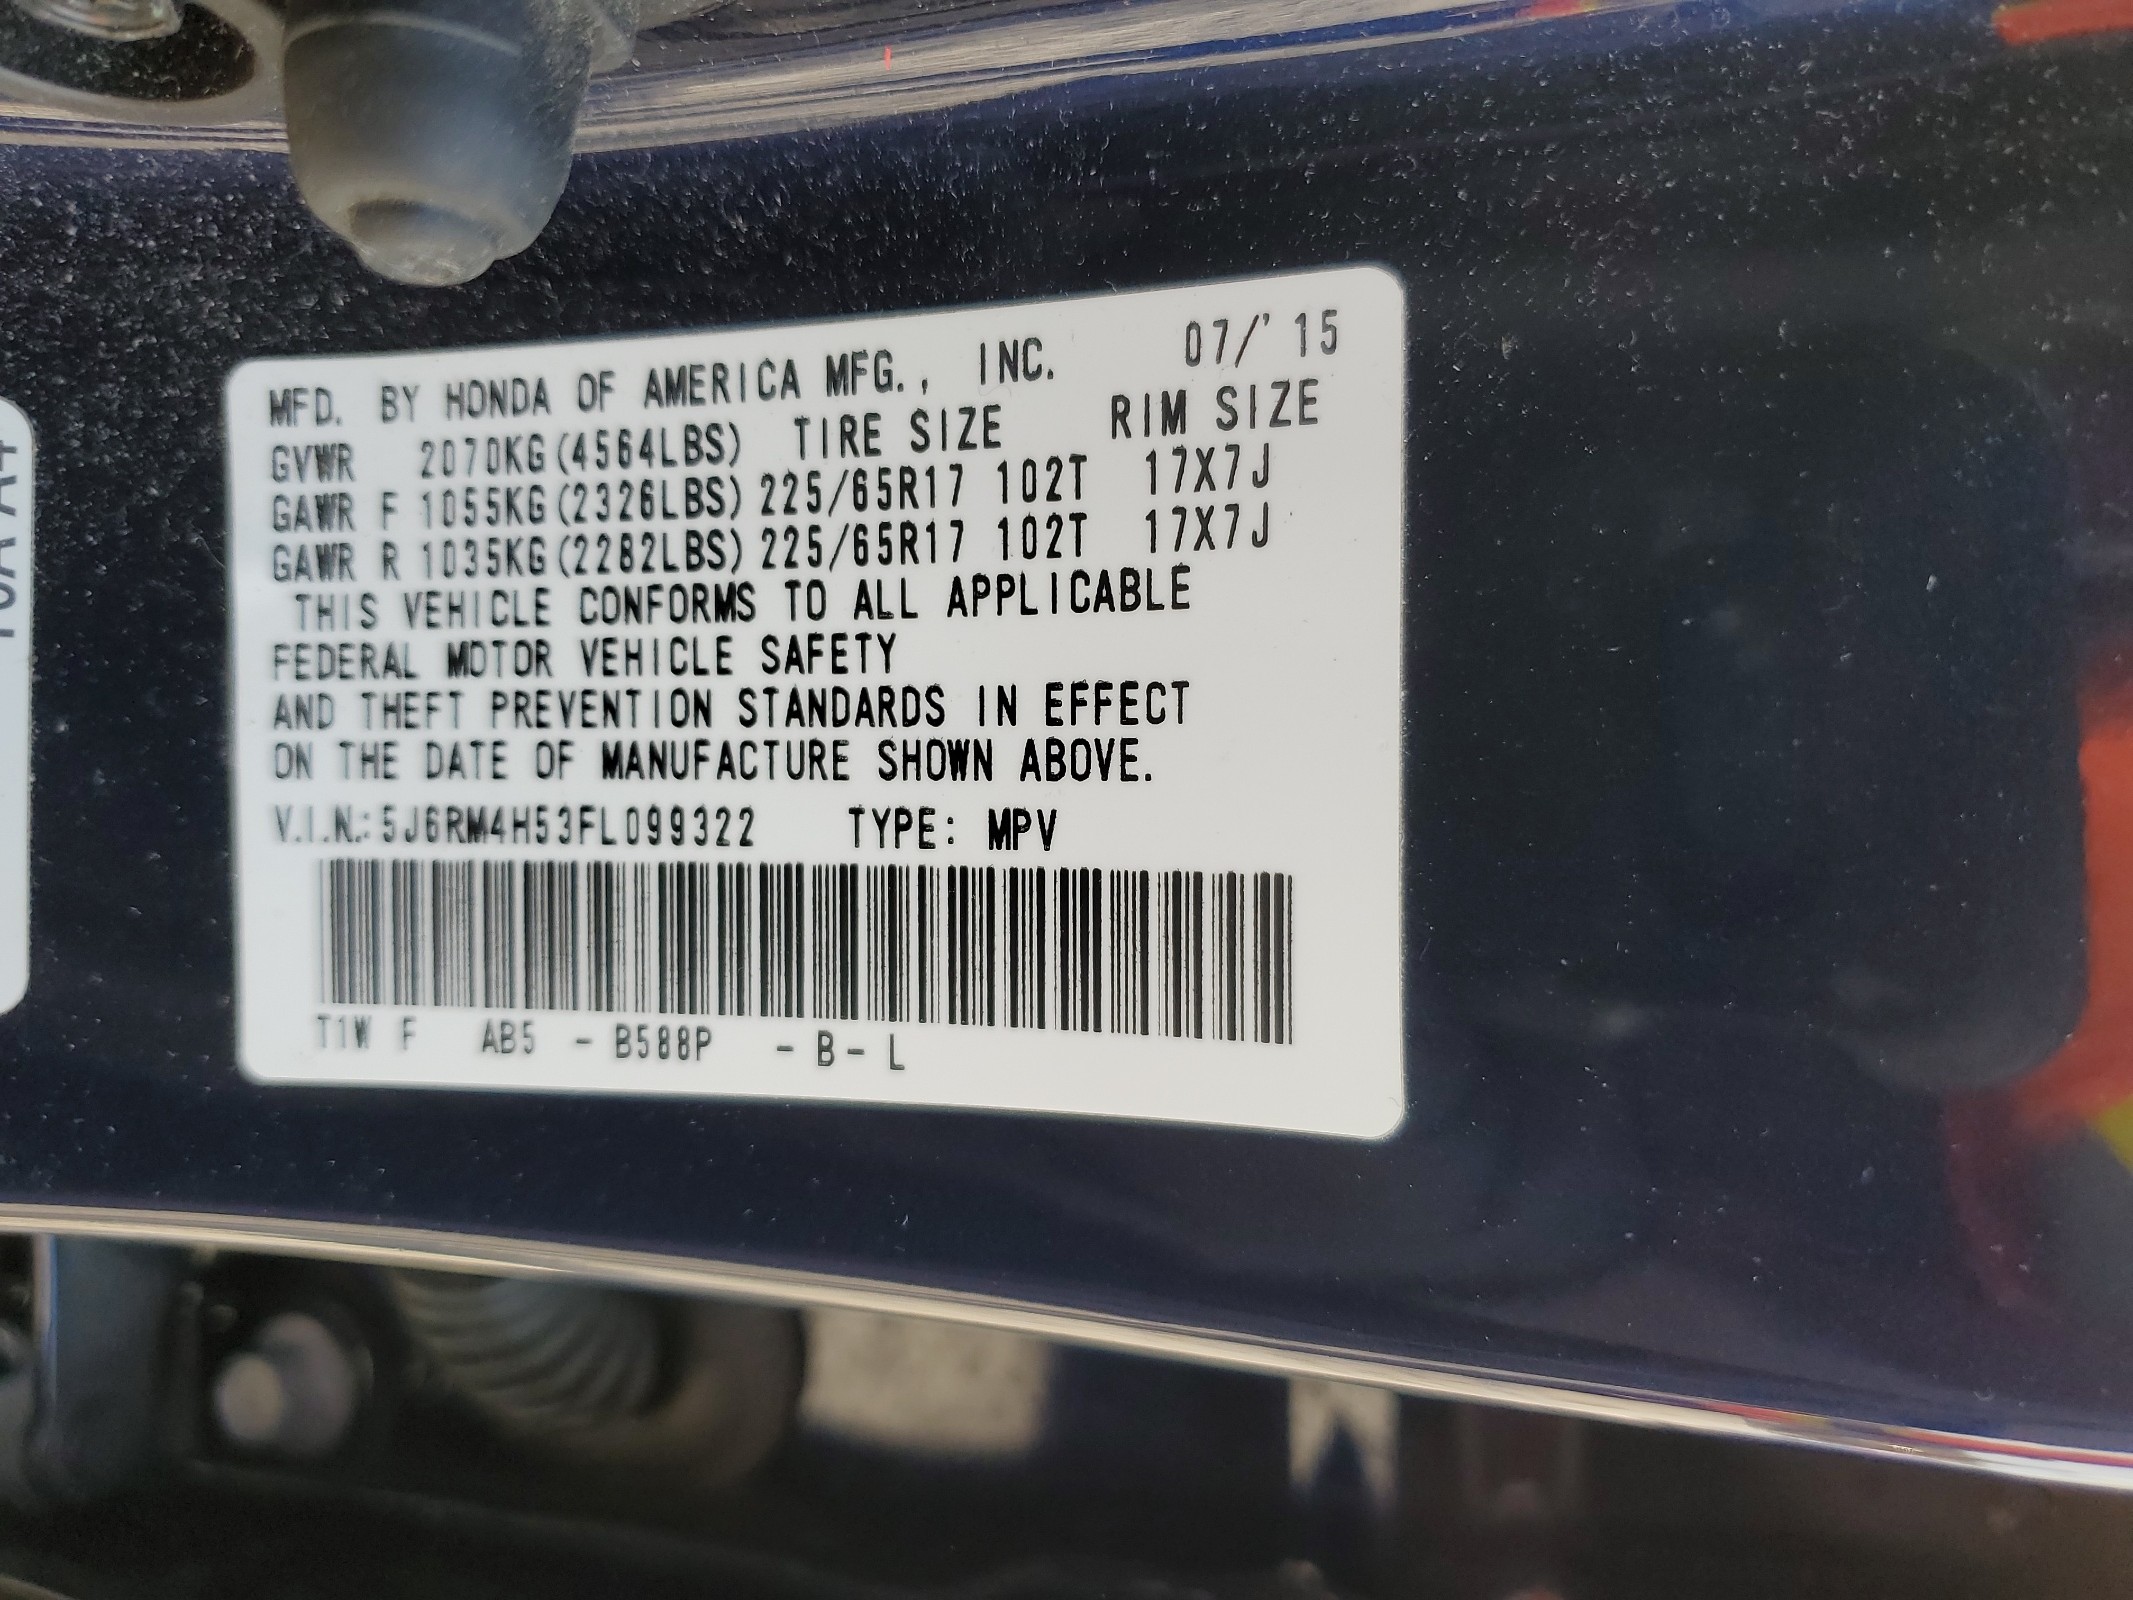 MFD. BY HONDA OF AMERICA MFG., INC. 07/'15
GVWR 2070KG(4564LBS) TIRE SIZE RIM SIZE
GAWR F 1055KG(2326LBS) 225/65R17 102T 17X7J
GAWR R 1035KG(2282LBS) 225/65R17 102T 17X7J
THIS VEHICLE CONFORMS TO ALL APPLICABLE
FEDERAL MOTOR VEHICLE SAFETY
AND THEFT PREVENTION STANDARDS IN EFFECT
ON THE DATE OF MANUFACTURE SHOWN ABOVE.
V.I.N.: 5J6RM4H53FL099322 TYPE: MPV
T1W F AB5 - B588P - B - L